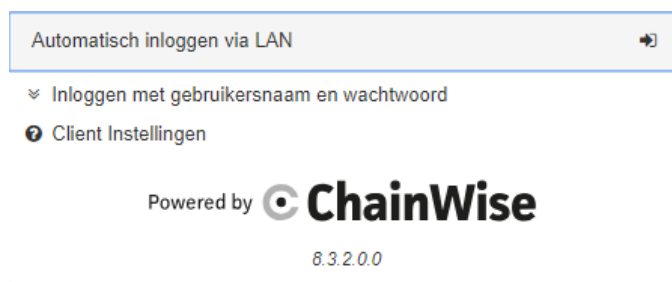 Automatisch inloggen via LAN
Inloggen met gebruikersnaam en wachtwoord
Client Instellingen
Powered by ChainWise
8.3.2.0.0